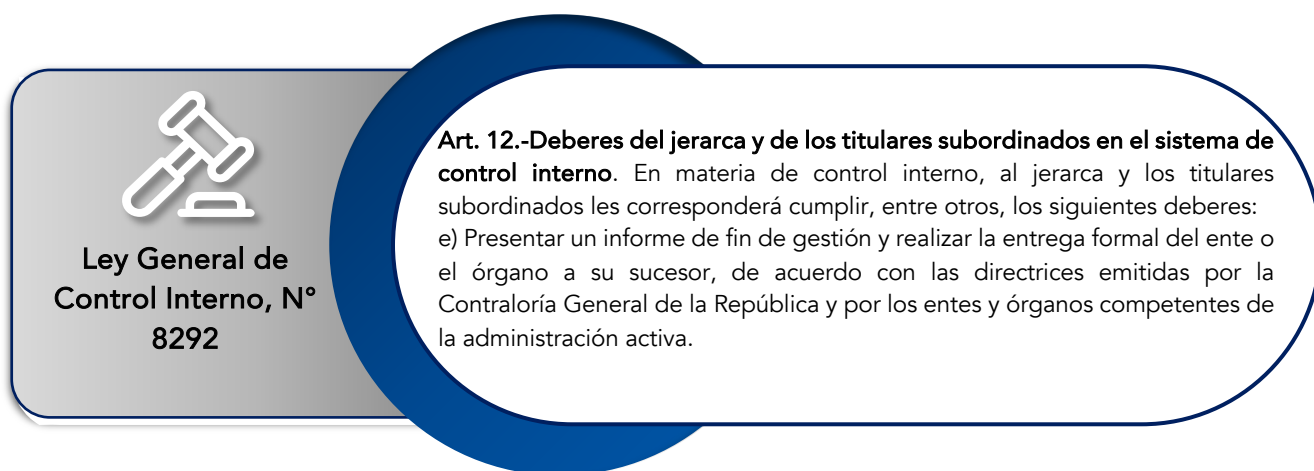 Ley General de
Control Interno, N°
8292
Art. 12.-Deberes del jerarca y de los titulares subordinados en el sistema de
control interno. En materia de control interno, al jerarca y los titulares
subordinados les corresponderá cumplir, entre otros, los siguientes deberes:
e) Presentar un informe de fin de gestión y realizar la entrega formal del ente o
el órgano a su sucesor, de acuerdo con las directrices emitidas por la
Contraloría General de la República y por los entes y órganos competentes de
la administración activa.